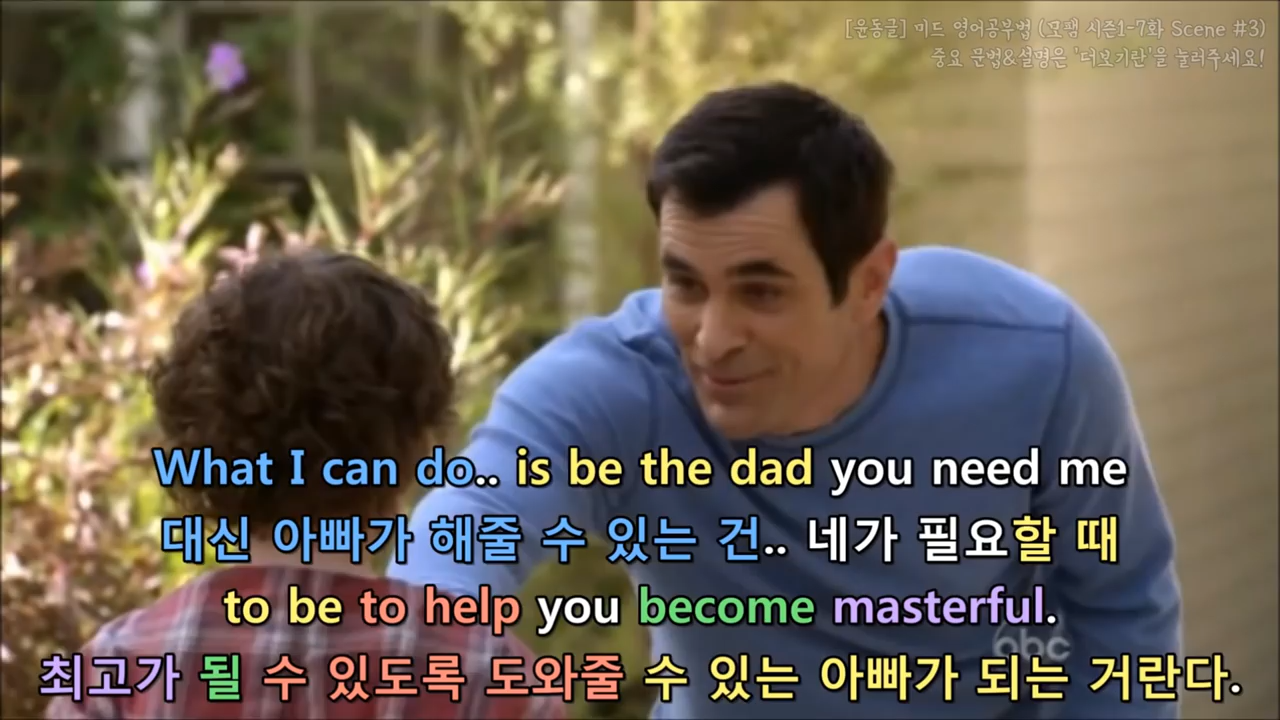 [윤동글] 미드 영어공부법 (모팸 시즌1-7화 Scene #3)
중요 문법&설명은 '더보기란'을 눌러주세요!
What I can do.. is be the dad you need me
대신 아빠가 해줄 수 있는 건.. 네가 필요할 때
to be to help you become masterful.
abc
최고가 될 수 있도록 도와줄 수 있는 아빠가 되는 거란다.